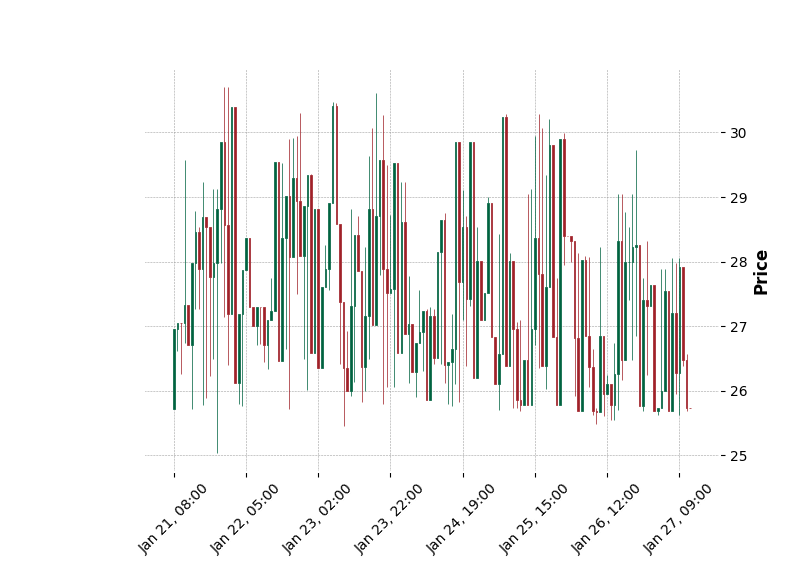 30
29
28
27
26
25
Price
Jan 21, 08:00
Jan 22, 05:00
Jan 23, 02:00
Jan 23, 22:00
Jan 24, 19:00
Jan 25, 15:00
Jan 26, 12:00
Jan 27, 09:00